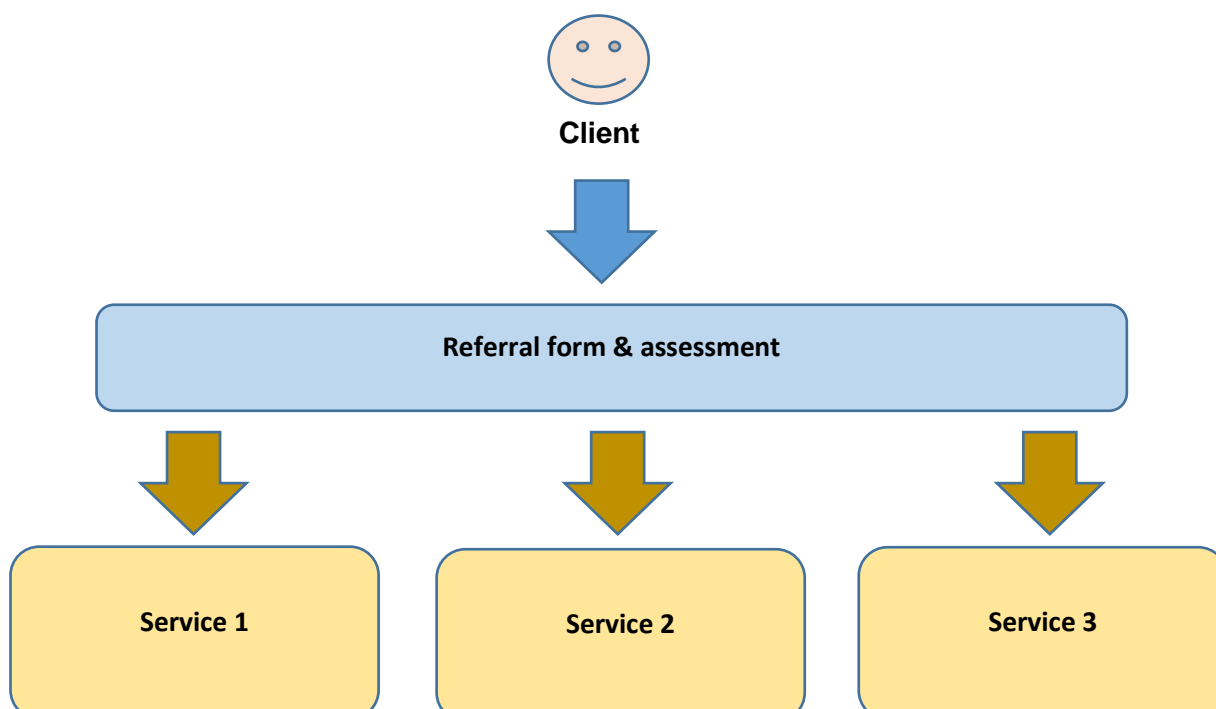 Client
Referral form & assessment
Service 1
Service 2
Service 3